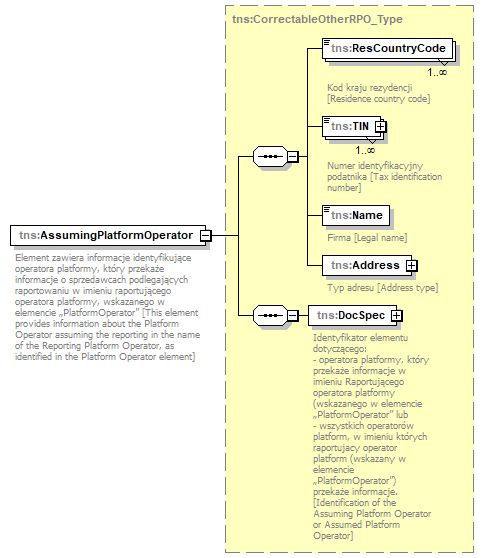 tns:CorrectableOtherRPO_Type
tns:ResCountryCode
1..∞
Kod kraju rezydencji
[Residence country code]
tns:TIN
1..∞
Numer identyfikacyjny
podatnika [Tax identification
number]
tns:Name
Firma [Legal name]
tns:Address
Typ adresu [Address type]
tns:AssumingPlatformOperator
Element zawiera informacje identyfikujące
operatora platformy, który przekaże
informacje o sprzedawcach podlegających
raportowaniu w imieniu raportującego
operatora platformy, wskazanego w
elemencie „PlatformOperator” [This element
provides information about the Platform
Operator assuming the reporting in the name
of the Reporting Platform Operator, as
identified in the Platform Operator element]
tns:DocSpec
Identyfikator elementu
dotyczącego:
- operatora platformy, który
przekaże informacje w
imieniu Raportującego
operatora platformy
(wskazanego w elemencie
„PlatformOperator” lub
- wszystkich operatorów
platform, w imieniu których
raportujacy operator
platform (wskazany w
elemencie
„PlatformOperator”)
przekaże informacje.
[Identification of the
Assuming Platform Operator
or Assumed Platform
Operator]